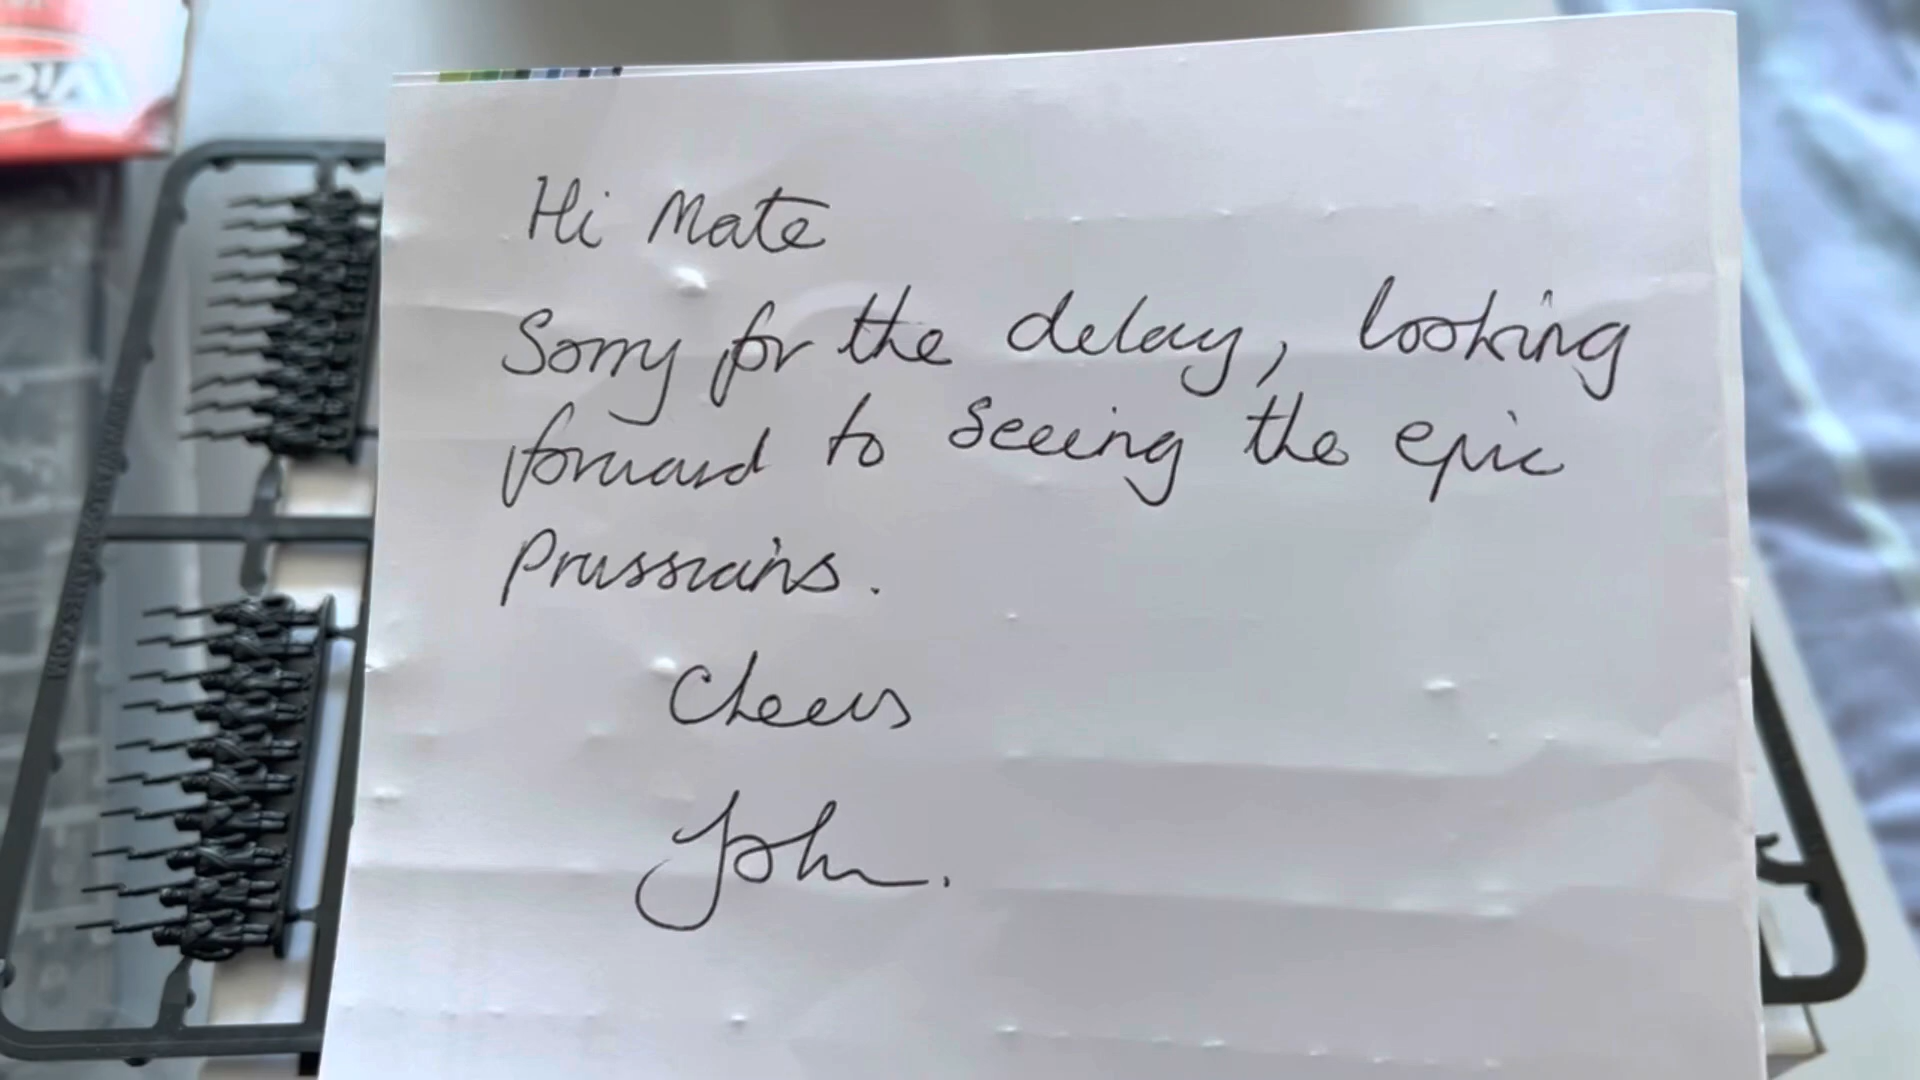 Hi Mate
Sorry for the delay, looking
forward to seeing the epic
Prussians.
Cheers
John.